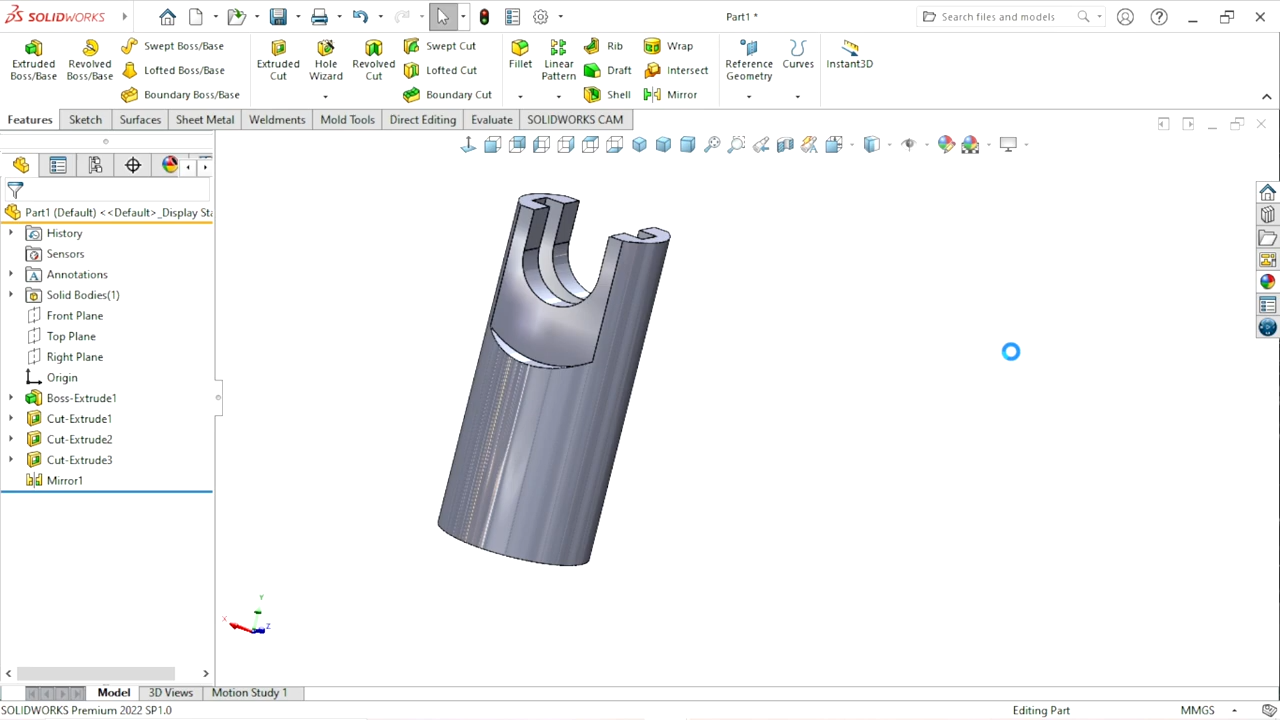 SOLIDWORKS
Part1 *
Search files and models
Extruded Boss/Base
Revolved Boss/Base
Swept Boss/Base
Lofted Boss/Base
Boundary Boss/Base
Extruded Cut
Hole Wizard
Revolved Cut
Swept Cut
Lofted Cut
Boundary Cut
Fillet
Linear Pattern
Rib
Draft
Shell
Wrap
Intersect
Mirror
Reference Geometry
Curves
Instant3D
Features
Sketch
Surfaces
Sheet Metal
Weldments
Mold Tools
Direct Editing
Evaluate
SOLIDWORKS CAM
Part1 (Default) <<Default>_Display Sta
History
Sensors
Annotations
Solid Bodies(1)
Front Plane
Top Plane
Right Plane
Origin
Boss-Extrude1
Cut-Extrude1
Cut-Extrude2
Cut-Extrude3
Mirror1
Y
X
Z
Model
3D Views
Motion Study 1
SOLIDWORKS Premium 2022 SP1.0
Editing Part
MMGS